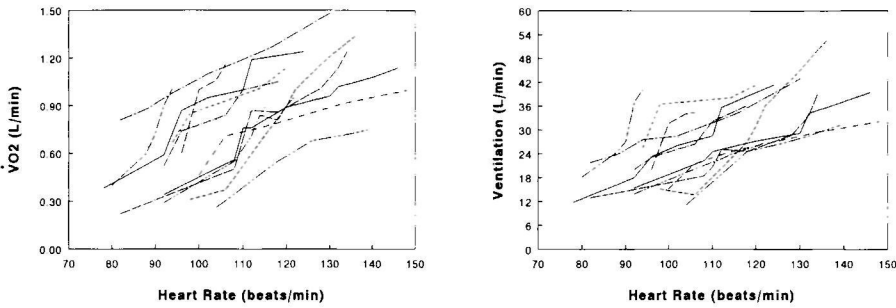 1.50
1.20
0.90
0.60
0.30
0 00
VO2 (L/min)
70 80 90 100 110 120 130 140 150
Heart Rate (beats/min)
60
54
48
42
36
30
24
18
12
6
0
Ventilation (L/min)
70 80 90 100 110 120 130 140 150
Heart Rate (beats/min)